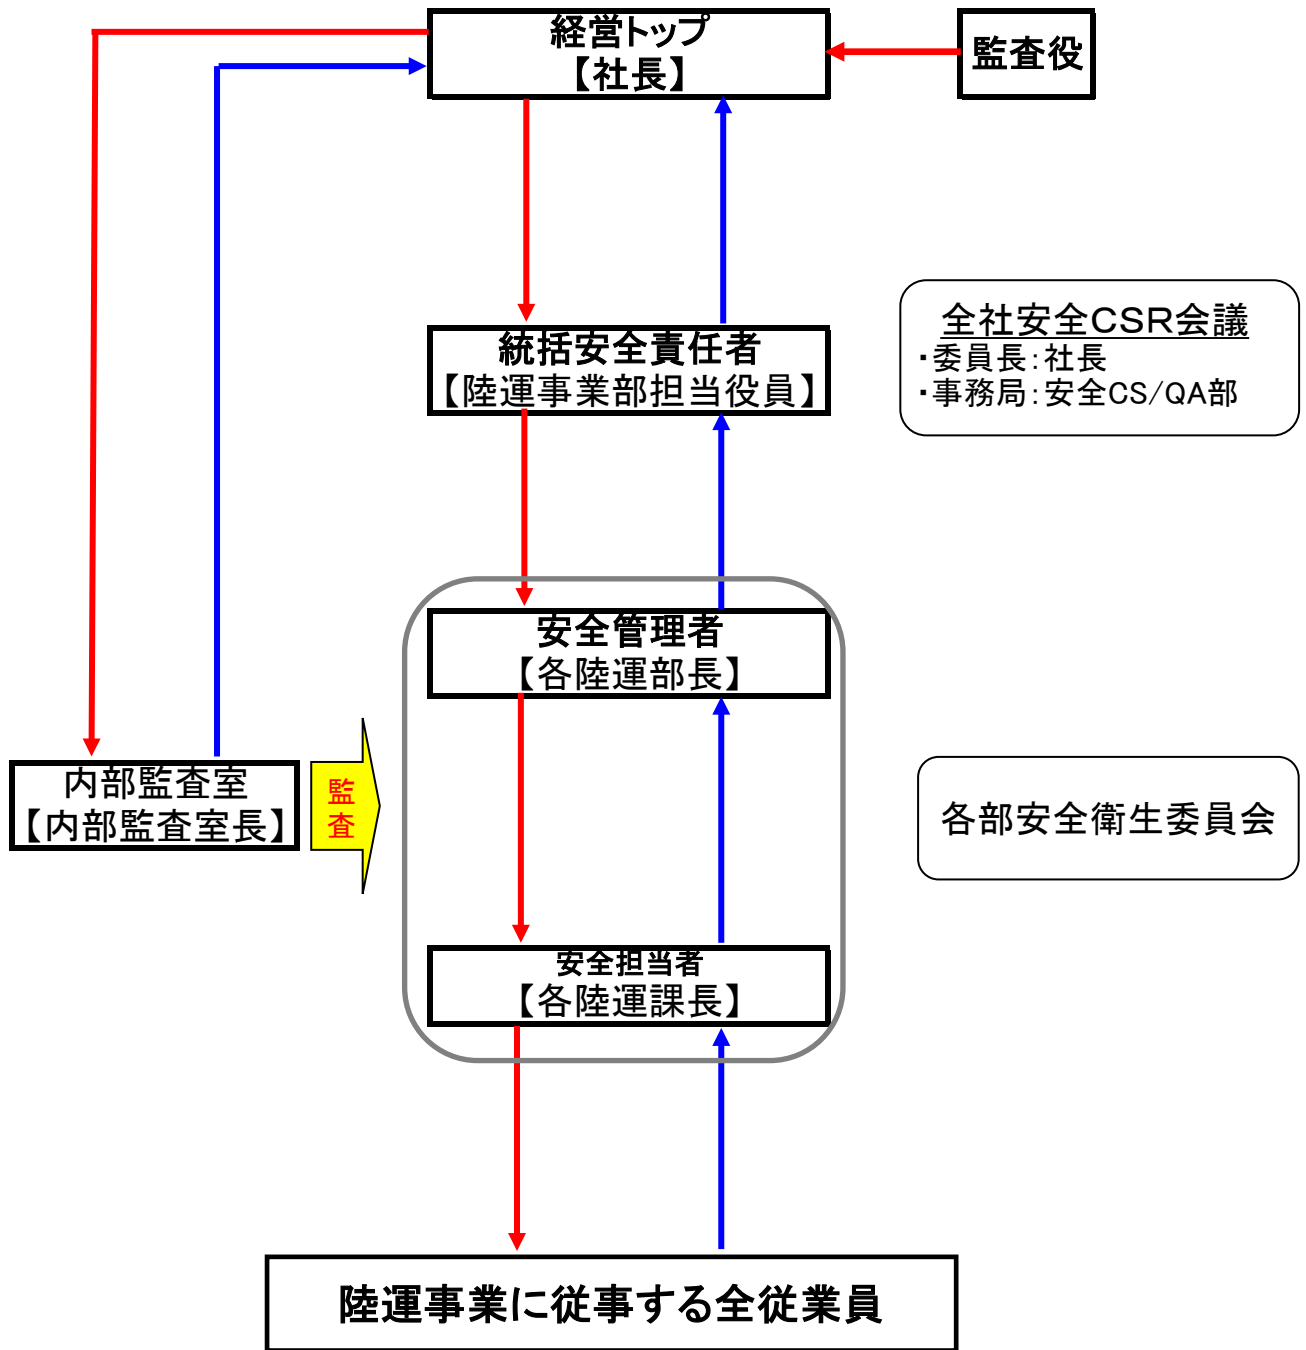 経営トップ
【社長】
監査役
統括安全責任者
【陸運事業部担当役員】
全社安全CSR会議
・委員長：社長
・事務局：安全CS/QA部
安全管理者
【各陸運部長】
内部監査室
【内部監査室長】
監
査
各部安全衛生委員会
安全担当者
【各陸運課長】
陸運事業に従事する全従業員